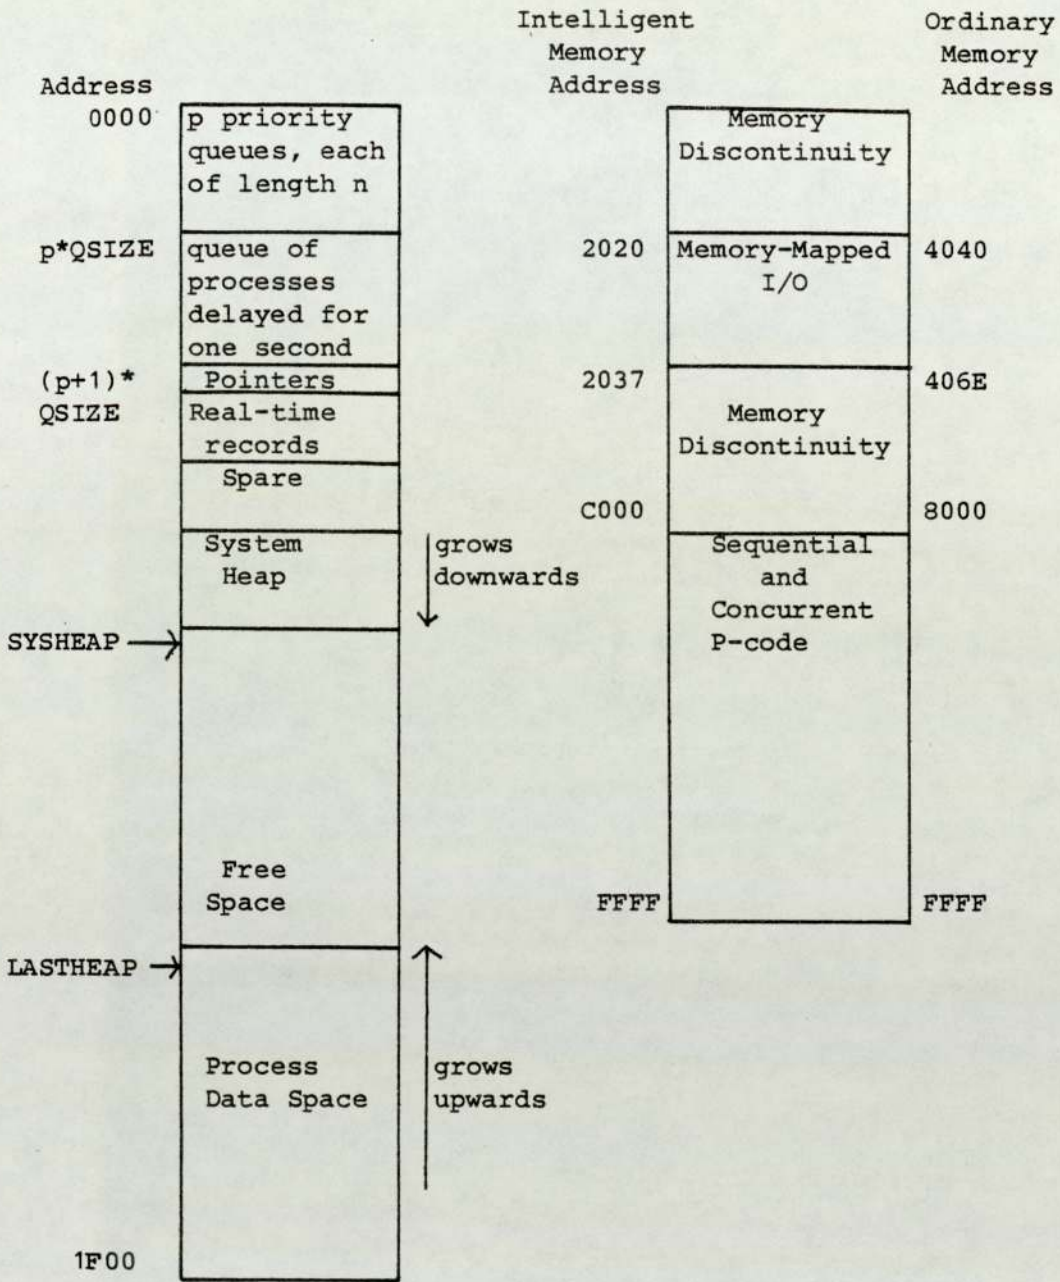 Address
0000
p priority
queues, each
of length n
p*QSIZE
queue of
processes
delayed for
one second
(p+1)*
QSIZE
Pointers
Real-time
records
Spare
System
Heap
grows
downwards
SYSHEAP
Free
Space
LASTHEAP
Process
Data Space
grows
upwards
1F00
Intelligent
Memory
Address
Ordinary
Memory
Address
Memory
Discontinuity
2020
Memory-Mapped
I/O
4040
2037
406E
Memory
Discontinuity
C000
8000
Sequential
and
Concurrent
P-code
FFFF
FFFF